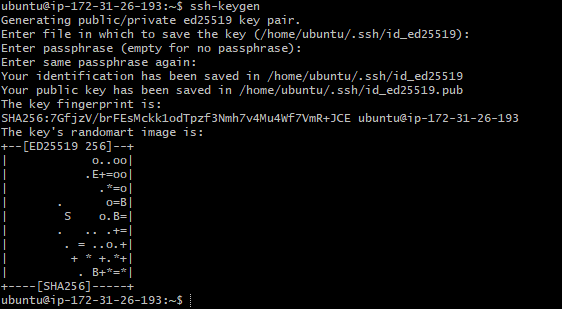 ubuntu@ip-172-31-26-193:~$ ssh-keygen
Generating public/private ed25519 key pair.
Enter file in which to save the key (/home/ubuntu/.ssh/id_ed25519):
Enter passphrase (empty for no passphrase):
Enter same passphrase again:
Your identification has been saved in /home/ubuntu/.ssh/id_ed25519
Your public key has been saved in /home/ubuntu/.ssh/id_ed25519.pub
The key fingerprint is:
SHA256:7GfjzV/brFEsMckk1odTpzf3Nmh7v4Mu4Wf7VmR+JCE ubuntu@ip-172-31-26-193
The key's randomart image is:
+--[ED25519 256]--+
|             o..oo|
|            .E+=oo|
|              .*=o|
|       .      o=B|
|        S    o.B=|
|       .   .. .+=|
|        . = ..o.+|
|         + * +.*+|
|          . B+*=*|
+----[SHA256]-----+
ubuntu@ip-172-31-26-193:~$